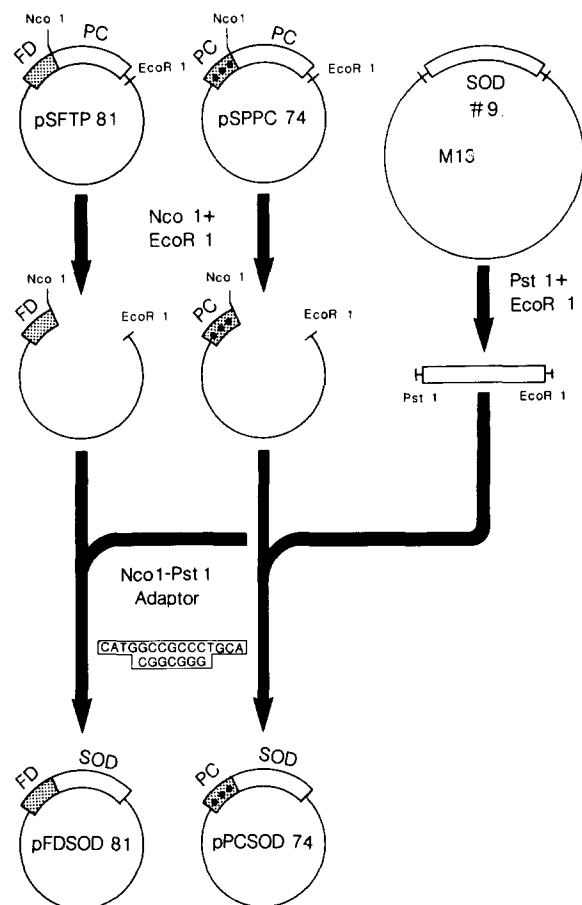 Nco 1
FD
PC
EcoR 1
pSFTP 81
Nco1
PC
PC
EcoR 1
pSPPC 74
SOD
#9.
M13
Nco 1+
EcoR 1
Pst 1+
EcoR 1
Nco 1
FD
EcoR 1
Nco 1
PC
EcoR 1
Pst 1
EcoR 1
Nco1-Pst 1
Adaptor
CATGGCCGCCCTGCA
CGGCGGG
FD
SOD
pFDSOD 81
PC
SOD
pPCSOD 74